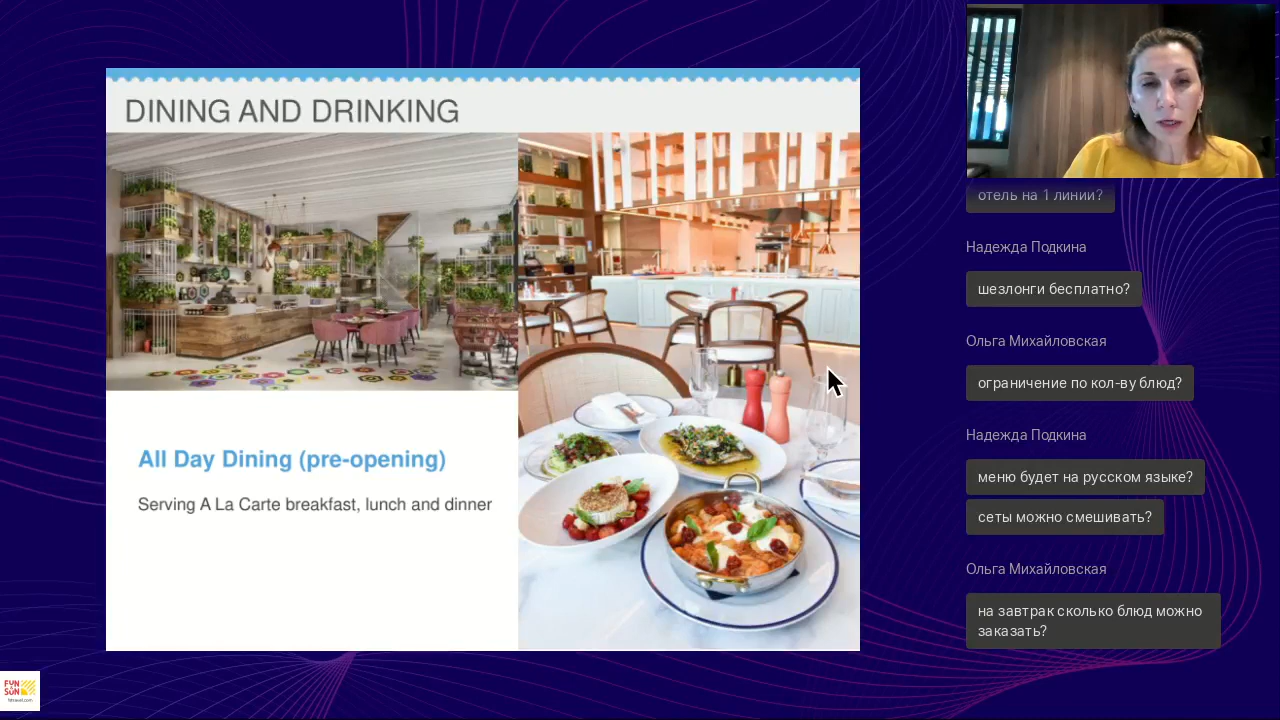 DINING AND DRINKING
All Day Dining (pre-opening)
Serving A La Carte breakfast, lunch and dinner
отель на 1 линии?
Надежда Подкина
шезлонги бесплатно?
Ольга Михайловская
ограничение по кол-ву блюд?
Надежда Подкина
меню будет на русском языке?
сеты можно смешивать?
Ольга Михайловская
на завтрак сколько блюд можно
заказать?
FUN
SUN